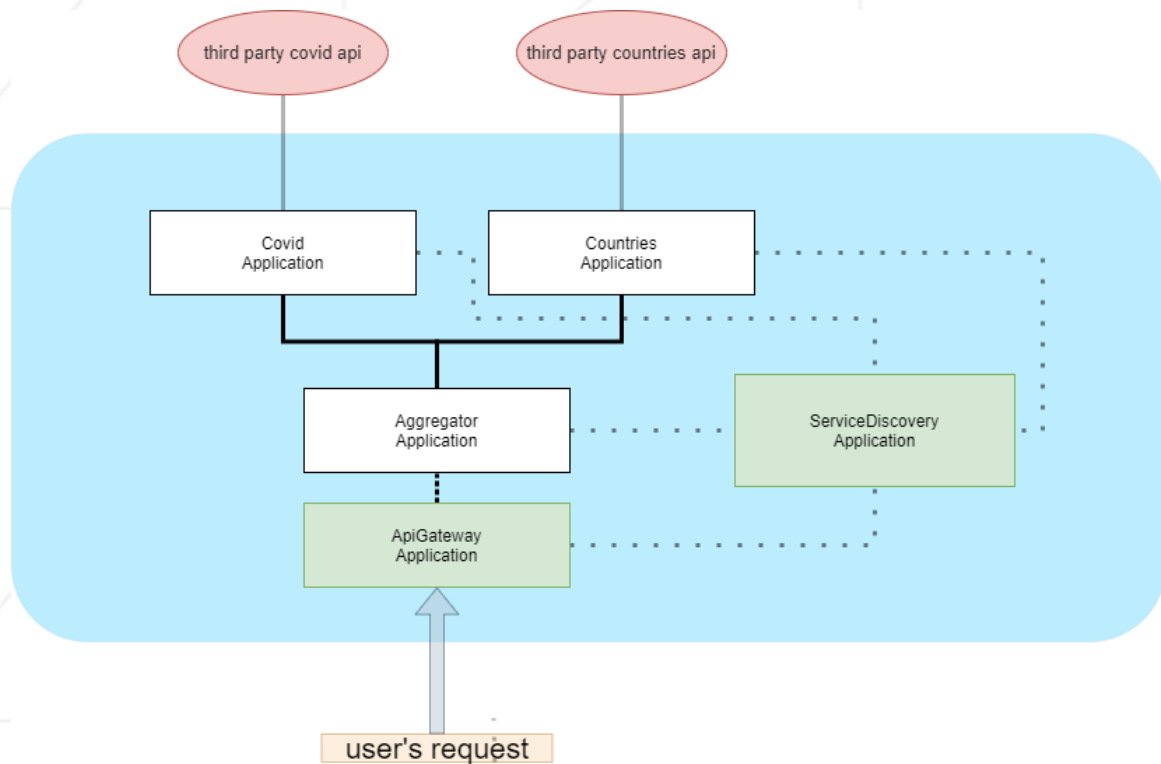 third party covid api
third party countries api
Covid
Application
Countries
Application
Aggregator
Application
ServiceDiscovery
Application
ApiGateway
Application
user's request